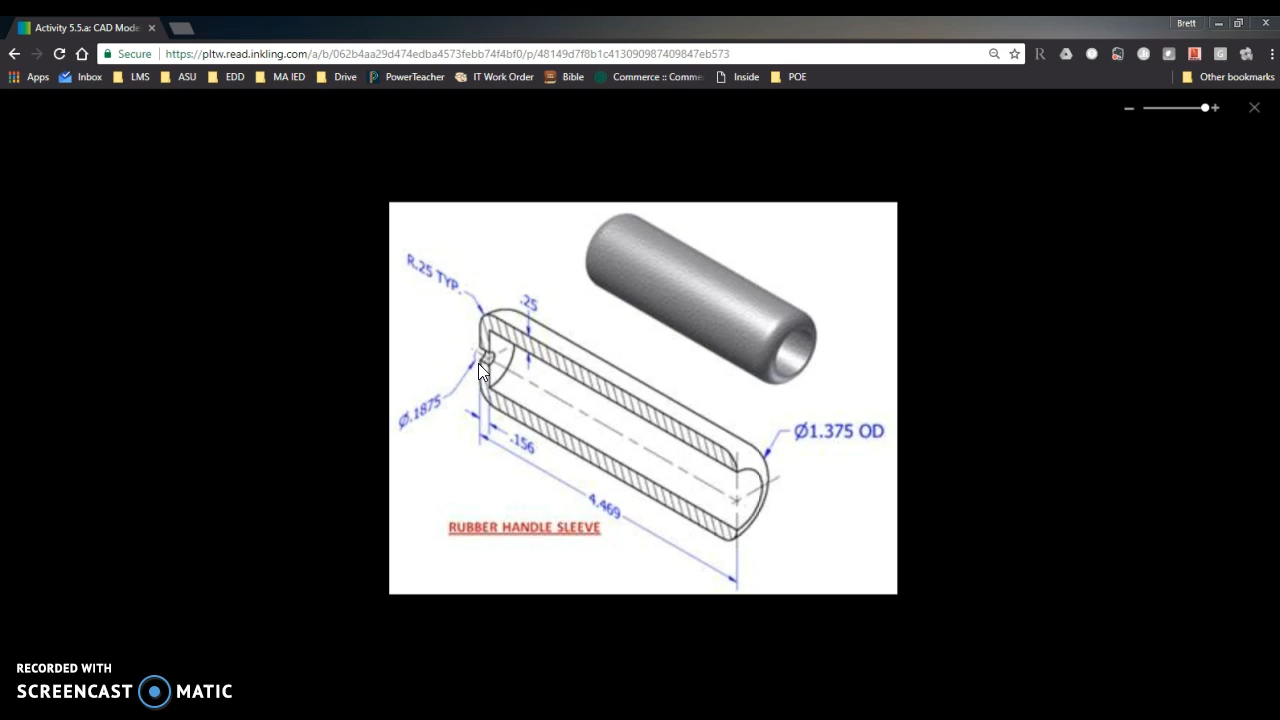 Activity 5.5.a: CAD Mode
Brett
Secure
https://pltw.read.inkling.com/a/b/062b4aa29d474edba4573febb74f4bf0/p/48149d7f8b1c413090987409847eb573
Apps Inbox LMS ASU EDD MA IED Drive PowerTeacher IT Work Order Bible Commerce :: Comme Inside POE Other bookmarks
R.25 TYP.
.25
Ø.1875
.156
Ø1.375 OD
4.469
RUBBER HANDLE SLEEVE
RECORDED WITH
SCREENCAST MATIC